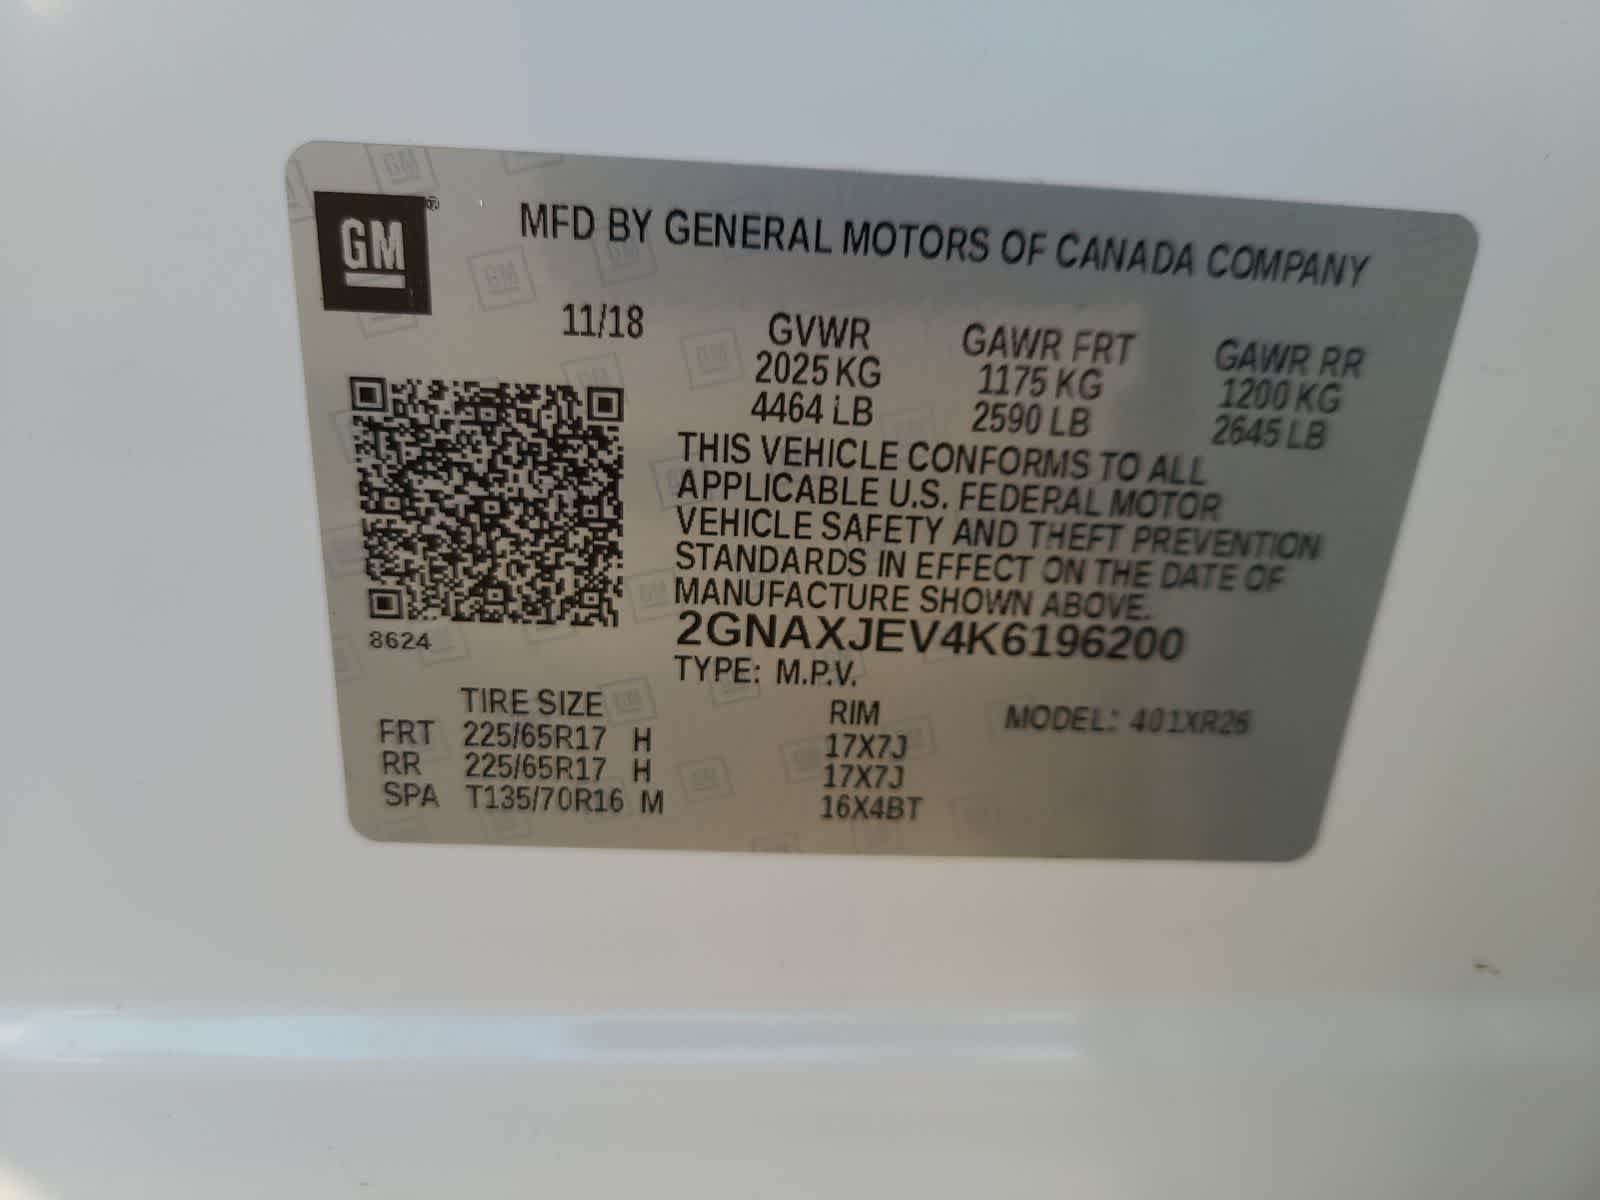 GM®
MFD BY GENERAL MOTORS OF CANADA COMPANY
11/18 GVWR GAWR FRT GAWR RR
2025 KG 1175 KG 1200 KG
4464 LB 2590 LB 2645 LB
THIS VEHICLE CONFORMS TO ALL
APPLICABLE U.S. FEDERAL MOTOR
VEHICLE SAFETY AND THEFT PREVENTION
STANDARDS IN EFFECT ON THE DATE OF
MANUFACTURE SHOWN ABOVE.
8624
2GNAXJEV4K6196200
TYPE: M.P.V.
TIRE SIZE RIM MODEL: 401XR26
FRT 225/65R17 H 17X7J
RR 225/65R17 H 17X7J
SPA T135/70R16 M 16X4BT